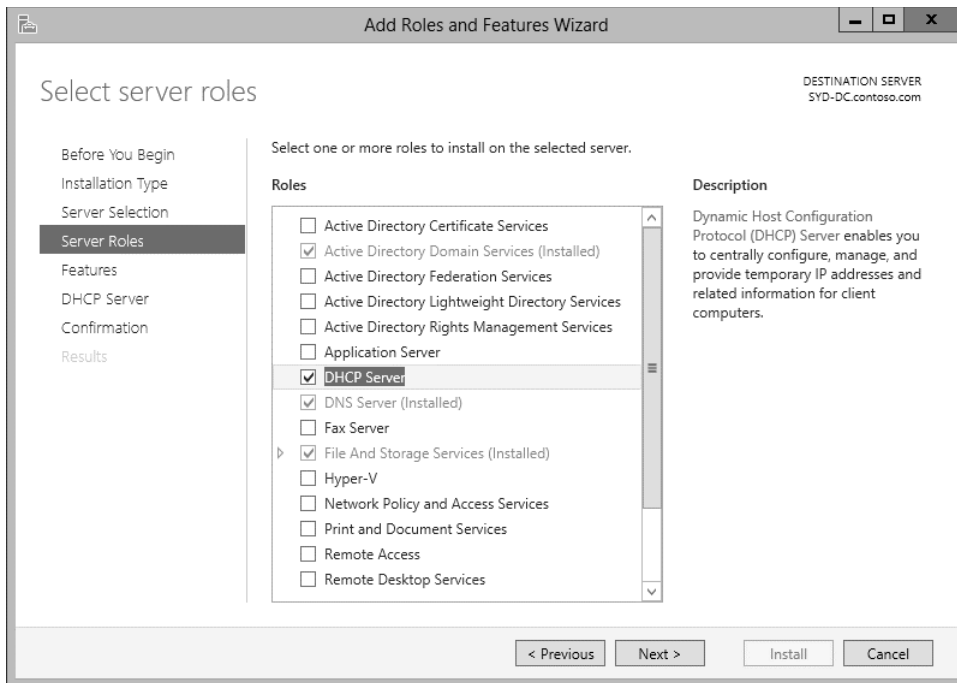 Add Roles and Features Wizard
Select server roles
DESTINATION SERVER
SYD-DC.contoso.com
Before You Begin
Installation Type
Server Selection
Server Roles
Features
DHCP Server
Confirmation
Results
Select one or more roles to install on the selected server.
Roles
Active Directory Certificate Services
Active Directory Domain Services (Installed)
Active Directory Federation Services
Active Directory Lightweight Directory Services
Active Directory Rights Management Services
Application Server
DHCP Server
DNS Server (Installed)
Fax Server
File And Storage Services (Installed)
Hyper-V
Network Policy and Access Services
Print and Document Services
Remote Access
Remote Desktop Services
Description
Dynamic Host Configuration
Protocol (DHCP) Server enables you
to centrally configure, manage, and
provide temporary IP addresses and
related information for client
computers.
< Previous
Next >
Install
Cancel